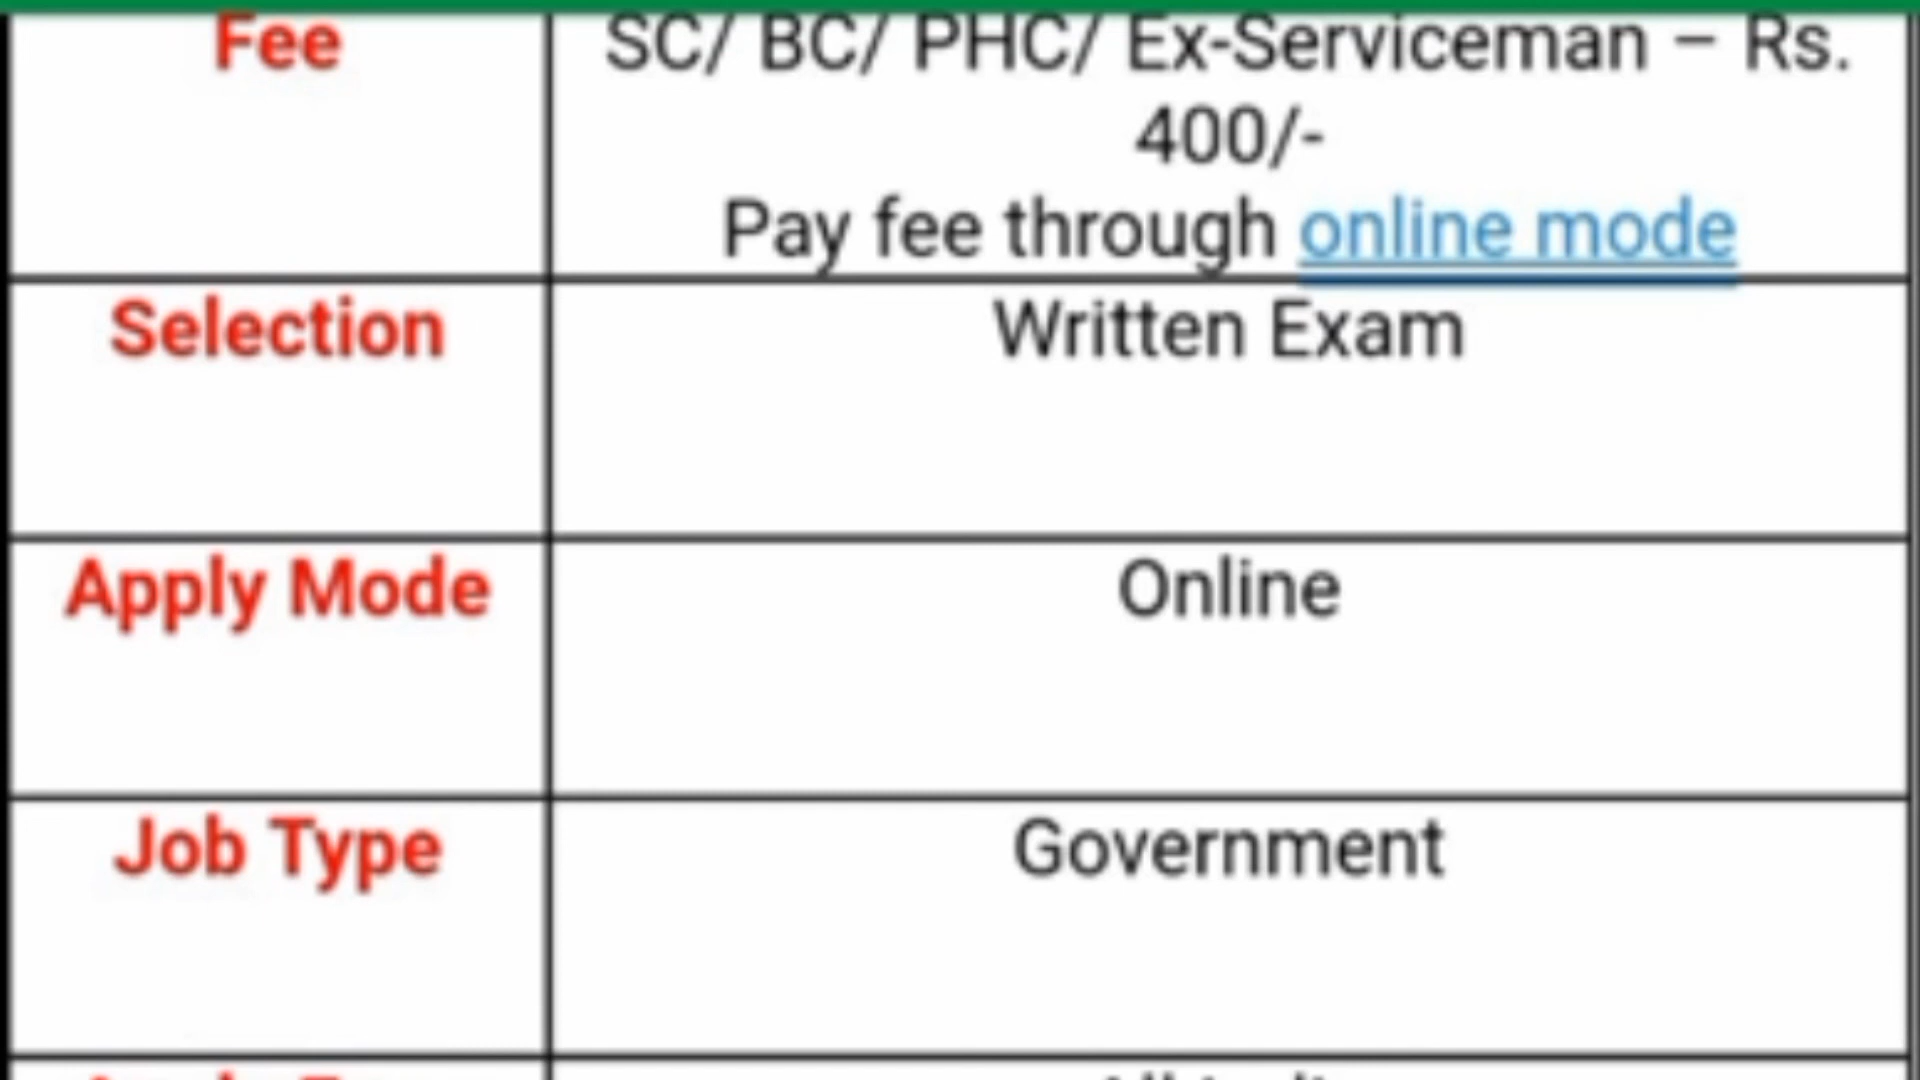 Fee
SC/ BC/ PHC/ Ex-Serviceman – Rs.
400/-
Pay fee through online mode
Selection
Written Exam
Apply Mode
Online
Job Type
Government